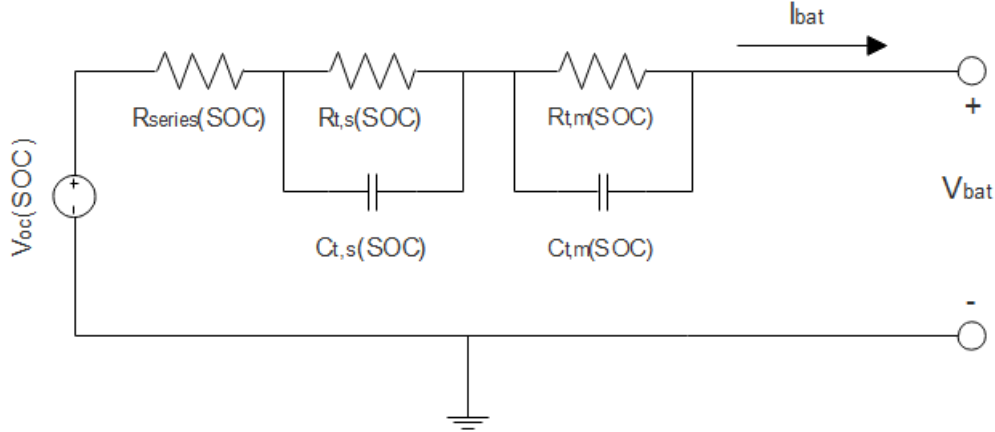 Ibat
Rseries(SOC)
Rt,s(SOC)
Rt,m(SOC)
+
Voc(SOC)
+
-
Vbat
Ct,s(SOC)
Ct,m(SOC)
-